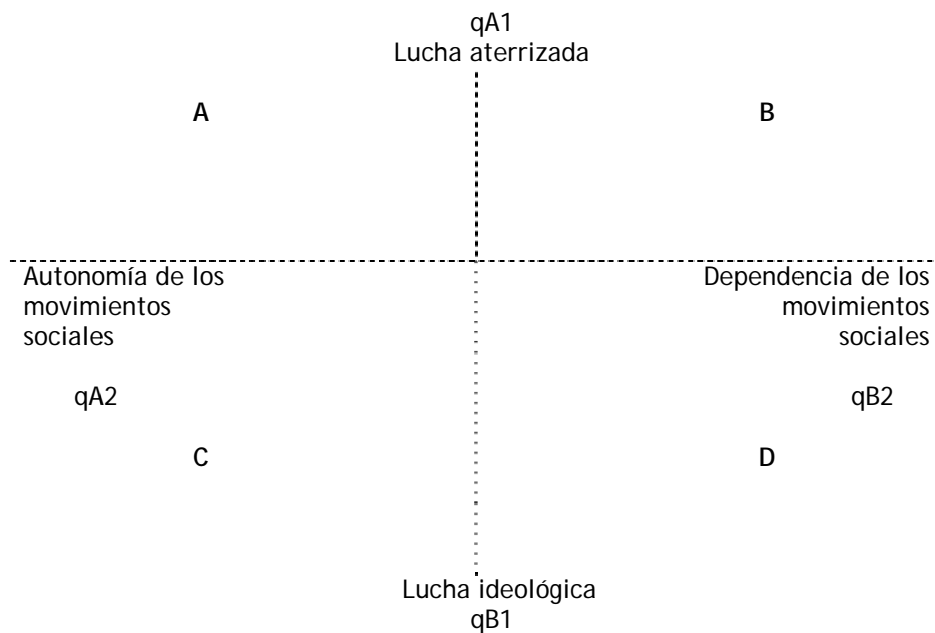 qA1
Lucha aterrizada
A
B
Autonomía de los
movimientos
sociales
Dependencia de los
movimientos
sociales
qA2
qB2
C
D
Lucha ideológica
qB1